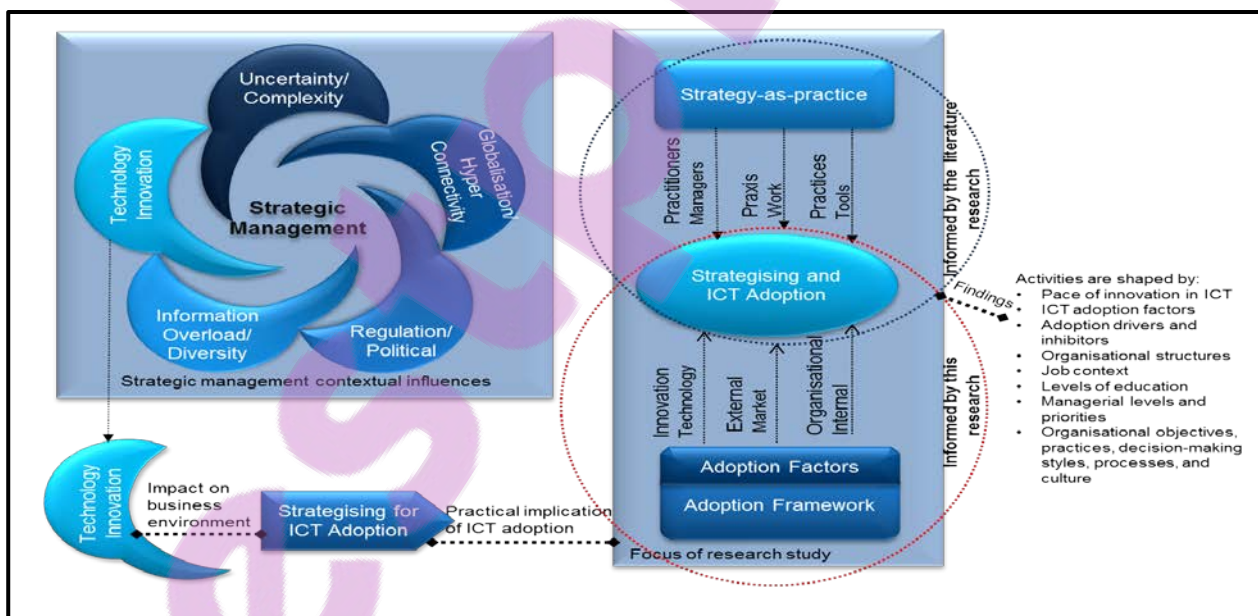 Uncertainty/
Complexity
Globalisation/
Hyper
Connectivity
Technology
Innovation
Strategic
Management
Information
Overload/
Diversity
Regulation/
Political
Strategic management contextual influences
Technology
Innovation
Impact on
business
environment
Strategising for
ICT Adoption
Practical implication
of ICT adoption
Strategy-as-practice
Practitioners
Managers
Praxis
Work
Practices
Tools
Informed by the literature
research
Strategising and
ICT Adoption
Innovation
Technology
External
Market
Organisational
Internal
Informed by this
research
Adoption Factors
Adoption Framework
Focus of research study
Findings
Activities are shaped by:
• Pace of innovation in ICT
• ICT adoption factors
• Adoption drivers and
inhibitors
• Organisational structures
• Job context
• Levels of education
• Managerial levels and
priorities
• Organisational objectives,
practices, decision-making
styles, processes, and
culture